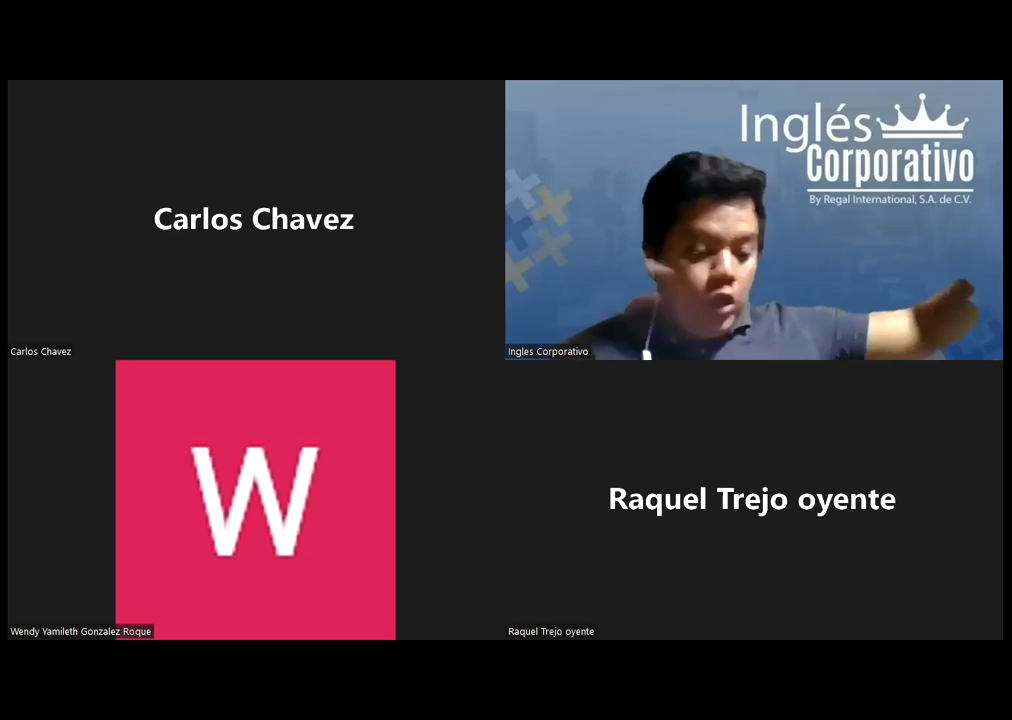 Carlos Chavez
Carlos Chavez
Inglés
Corporativo
By Regal International, S.A. de C.V.
Ingles Corporativo
W
Wendy Yamileth Gonzalez Roque
Raquel Trejo oyente
Raquel Trejo oyente